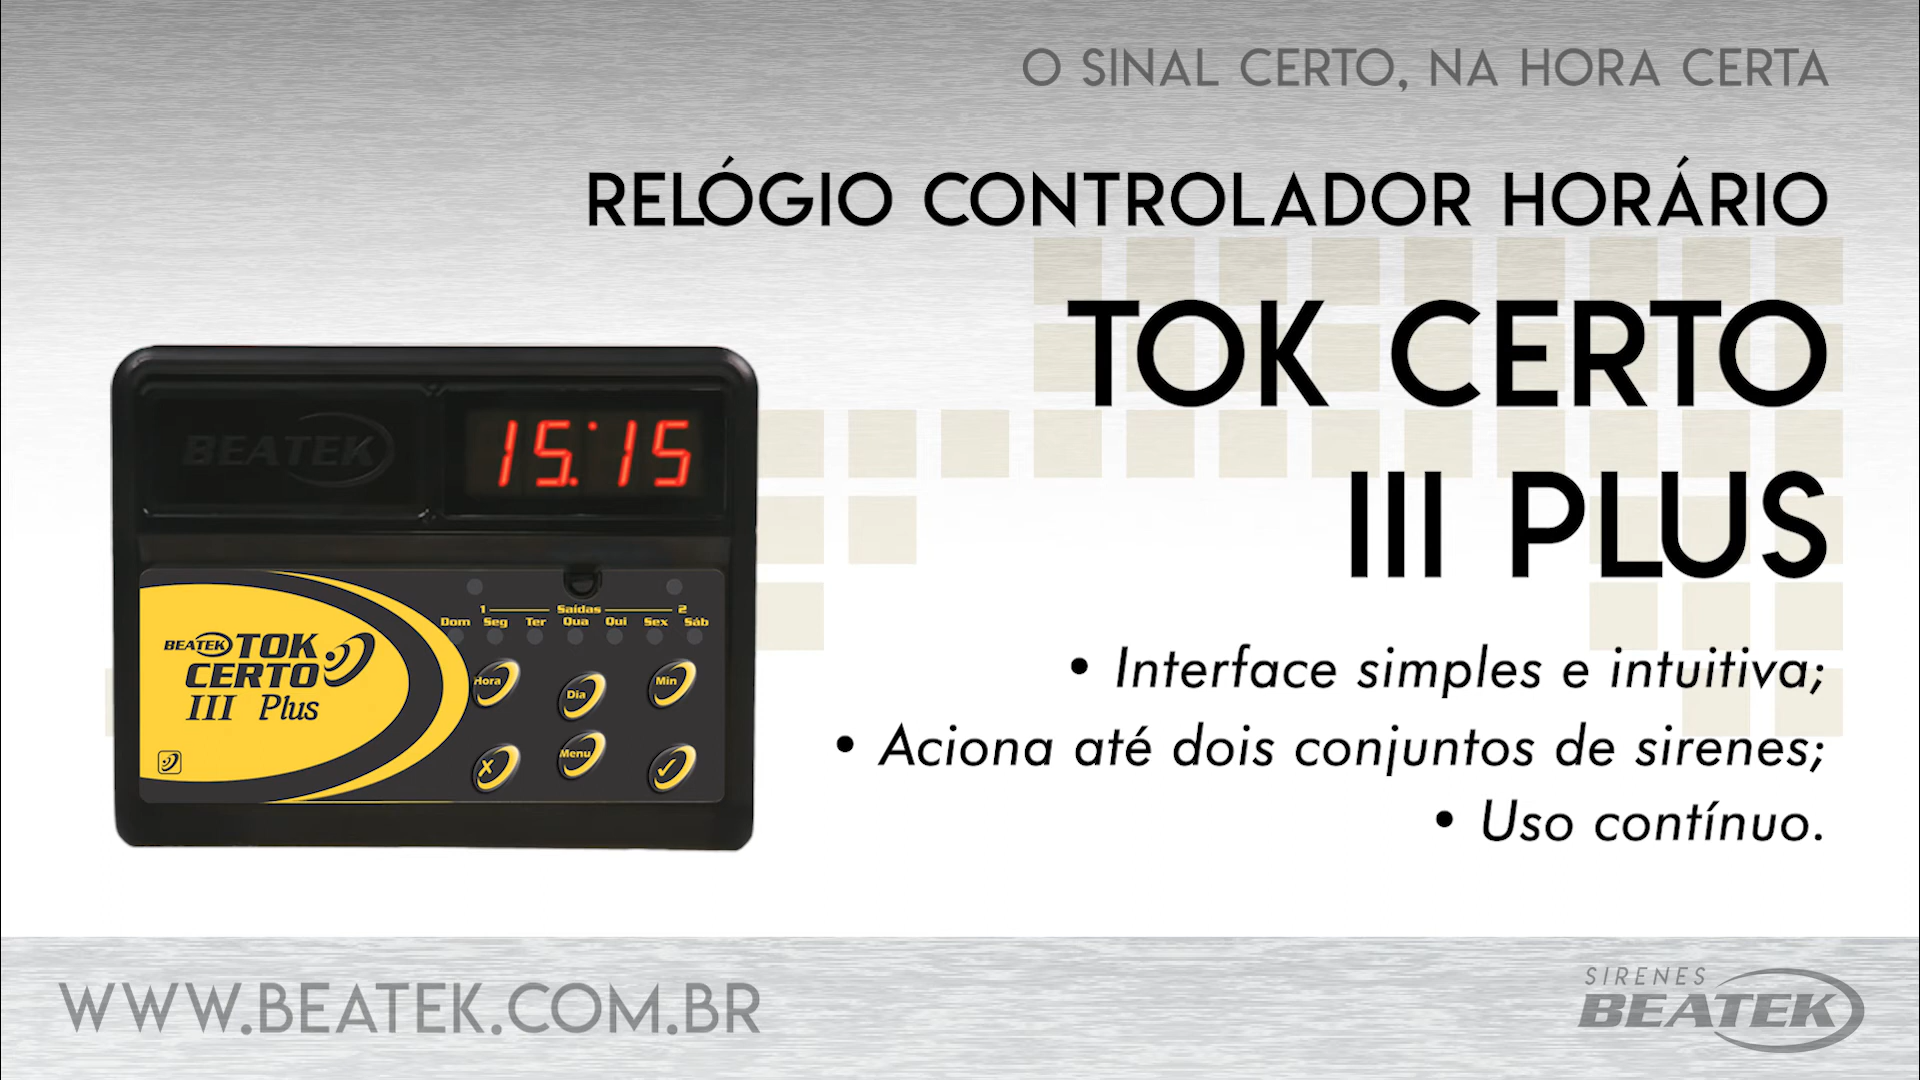 O SINAL CERTO, NA HORA CERTA
RELÓGIO CONTROLADOR HORÁRIO
TOK CERTO
III PLUS
BEATEK
15:15
1 Saídas 2
Dom Seg Ter Qua Qui Sex Sáb
BEATEK TOK
CERTO
III Plus
Hora Dia Min
Menu
• Interface simples e intuitiva;
• Aciona até dois conjuntos de sirenes;
• Uso contínuo.
WWW.BEATEK.COM.BR
SIRENES
BEATEK